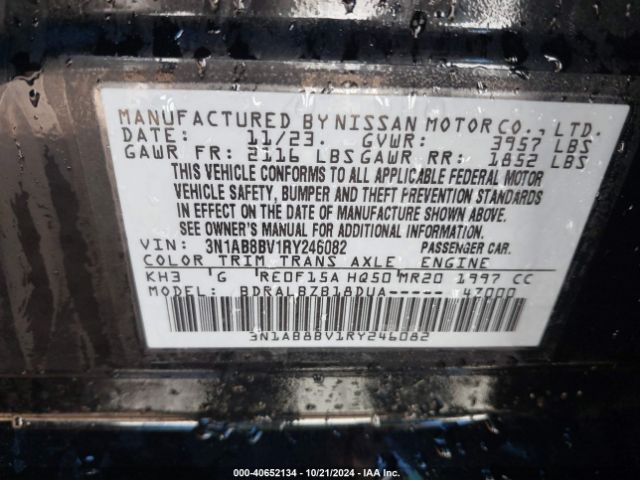 MANUFACTURED BY NISSAN MOTOR CO., LTD.
DATE: 11/23. GVWR: 3957 LBS
GAWR FR: 2116 LBS GAWR RR: 1852 LBS
THIS VEHICLE CONFORMS TO ALL APPLICABLE FEDERAL MOTOR
VEHICLE SAFETY, BUMPER AND THEFT PREVENTION STANDARDS
IN EFFECT ON THE DATE OF MANUFACTURE SHOWN ABOVE.
SEE OWNER'S MANUAL FOR ADDITIONAL INFORMATION.
VIN: 3N1AB8BV1RY246082 PASSENGER CAR.
COLOR TRIM TRANS AXLE ENGINE
KH3 'G RE0F15A HQ50 MR20 1997 CC
MODEL: BDRALBZB18DUA----- 47000
3N1AB8BV1RY246082
000-40652134 | 10/21/2024 | IAA Inc.